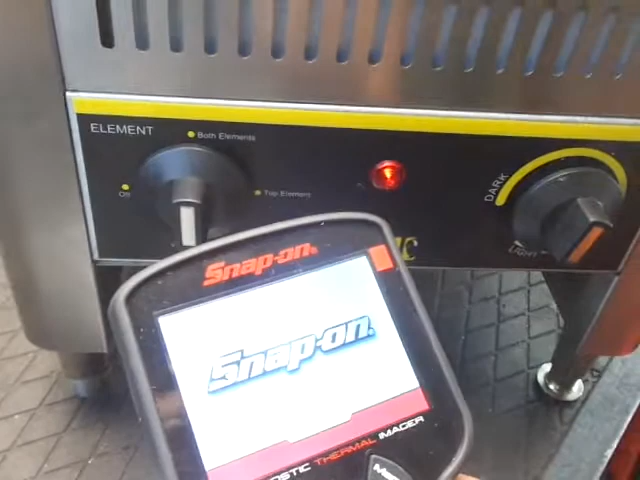 ELEMENT
Both Elements
Off
Top Element
DARK
LIGHT
Snap-on
Snap-on
THERMAL IMAGER